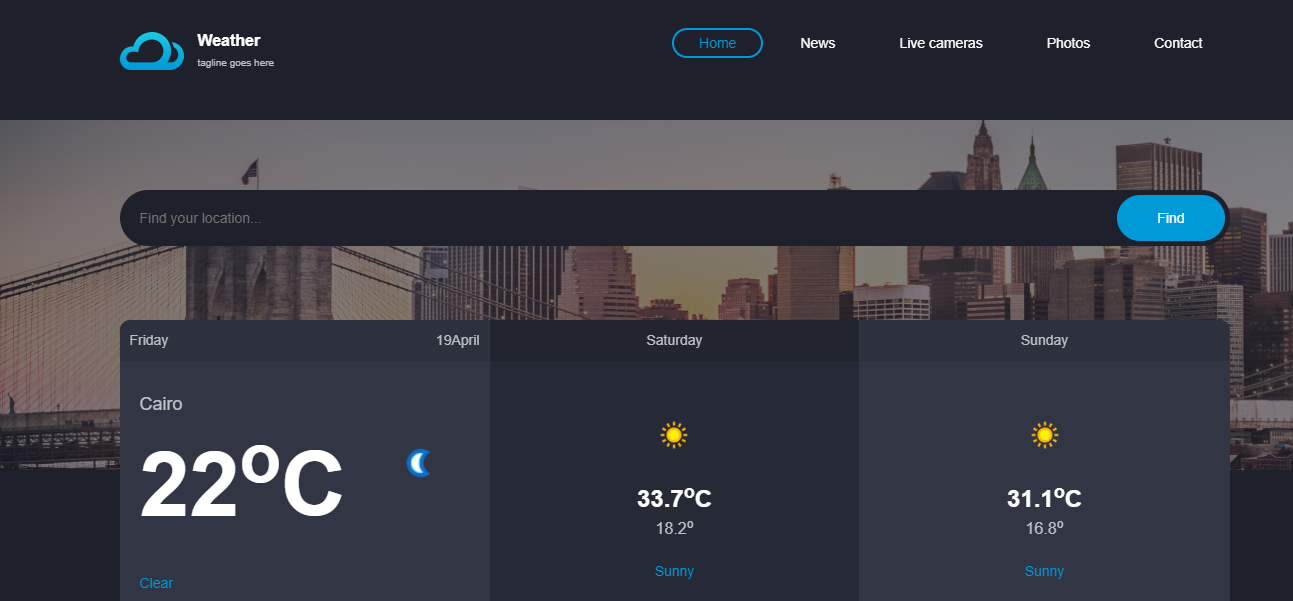 Weather
tagline goes here
Home
News
Live cameras
Photos
Contact
Find your location...
Find
Friday
19April
Saturday
Sunday
Cairo
22°C
Clear
33.7°C
18.2°
Sunny
31.1°C
16.8°
Sunny